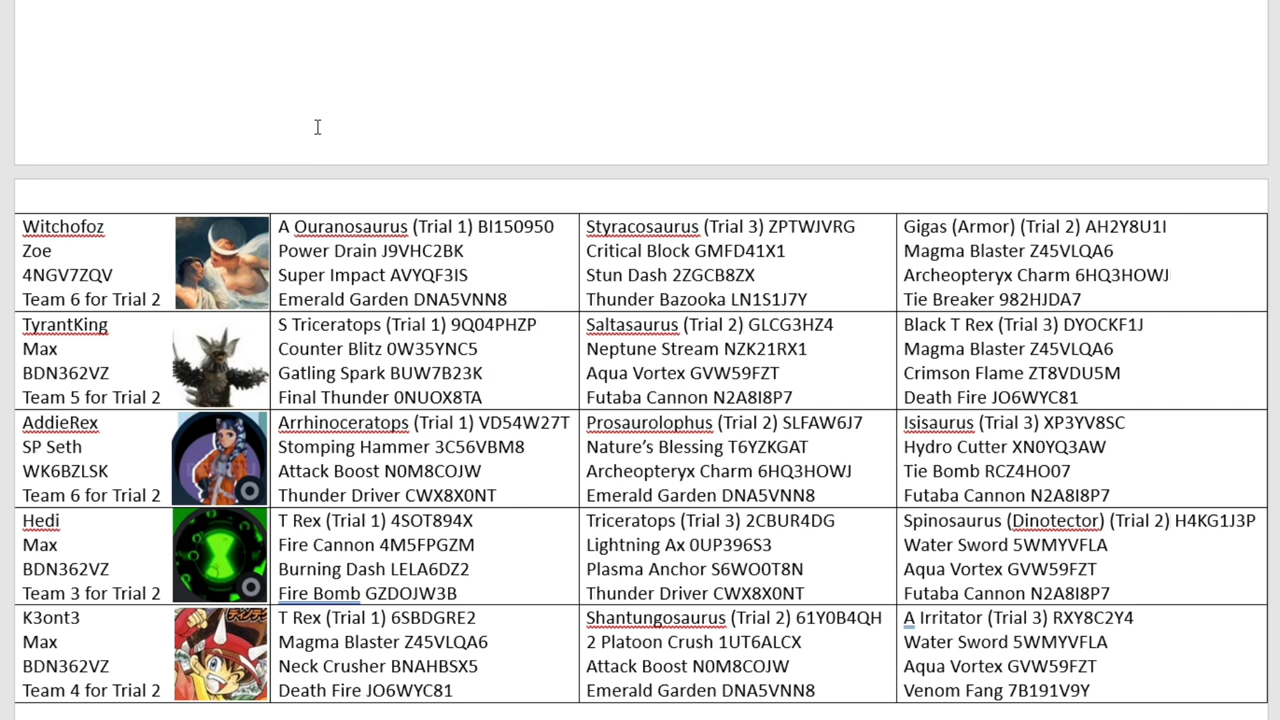 Witchofoz
Zoe
4NGV7ZQV
Team 6 for Trial 2
A Ouranosaurus (Trial 1) BI150950
Power Drain J9VHC2BK
Super Impact AVYQF3IS
Emerald Garden DNA5VNN8
Styracosaurus (Trial 3) ZPTWJVRG
Critical Block GMFD41X1
Stun Dash 2ZGCB8ZX
Thunder Bazooka LN1S1J7Y
Gigas (Armor) (Trial 2) AH2Y8U1I
Magma Blaster Z45VLQA6
Archeopteryx Charm 6HQ3HOWJ
Tie Breaker 982HJDA7
TyrantKing
Max
BDN362VZ
Team 5 for Trial 2
S Triceratops (Trial 1) 9Q04PHZP
Counter Blitz 0W35YNC5
Gatling Spark BUW7B23K
Final Thunder 0NUOX8TA
Saltasaurus (Trial 2) GLCG3HZ4
Neptune Stream NZK21RX1
Aqua Vortex GVW59FZT
Futaba Cannon N2A8I8P7
Black T Rex (Trial 3) DYOCKF1J
Magma Blaster Z45VLQA6
Crimson Flame ZT8VDU5M
Death Fire JO6WYC81
AddieRex
SP Seth
WK6BZLSK
Team 6 for Trial 2
Arrhinoceratops (Trial 1) VD54W27T
Stomping Hammer 3C56VBM8
Attack Boost N0M8COJW
Thunder Driver CWX8X0NT
Prosaurolophus (Trial 2) SLFAW6J7
Nature’s Blessing T6YZKGAT
Archeopteryx Charm 6HQ3HOWJ
Emerald Garden DNA5VNN8
Isisaurus (Trial 3) XP3YV8SC
Hydro Cutter XN0YQ3AW
Tie Bomb RCZ4HO07
Futaba Cannon N2A8I8P7
Hedi
Max
BDN362VZ
Team 3 for Trial 2
T Rex (Trial 1) 4SOT894X
Fire Cannon 4M5FPGZM
Burning Dash LELA6DZ2
Fire Bomb GZDOJW3B
Triceratops (Trial 3) 2CBUR4DG
Lightning Ax 0UP396S3
Plasma Anchor S6WO0T8N
Thunder Driver CWX8X0NT
Spinosaurus (Dinotector) (Trial 2) H4KG1J3P
Water Sword 5WMYVFLA
Aqua Vortex GVW59FZT
Futaba Cannon N2A8I8P7
K3ont3
Max
BDN362VZ
Team 4 for Trial 2
T Rex (Trial 1) 6SBDGRE2
Magma Blaster Z45VLQA6
Neck Crusher BNAHBSX5
Death Fire JO6WYC81
Shantungosaurus (Trial 2) 61Y0B4QH
2 Platoon Crush 1UT6ALCX
Attack Boost N0M8COJW
Emerald Garden DNA5VNN8
A Irritator (Trial 3) RXY8C2Y4
Water Sword 5WMYVFLA
Aqua Vortex GVW59FZT
Venom Fang 7B191V9Y